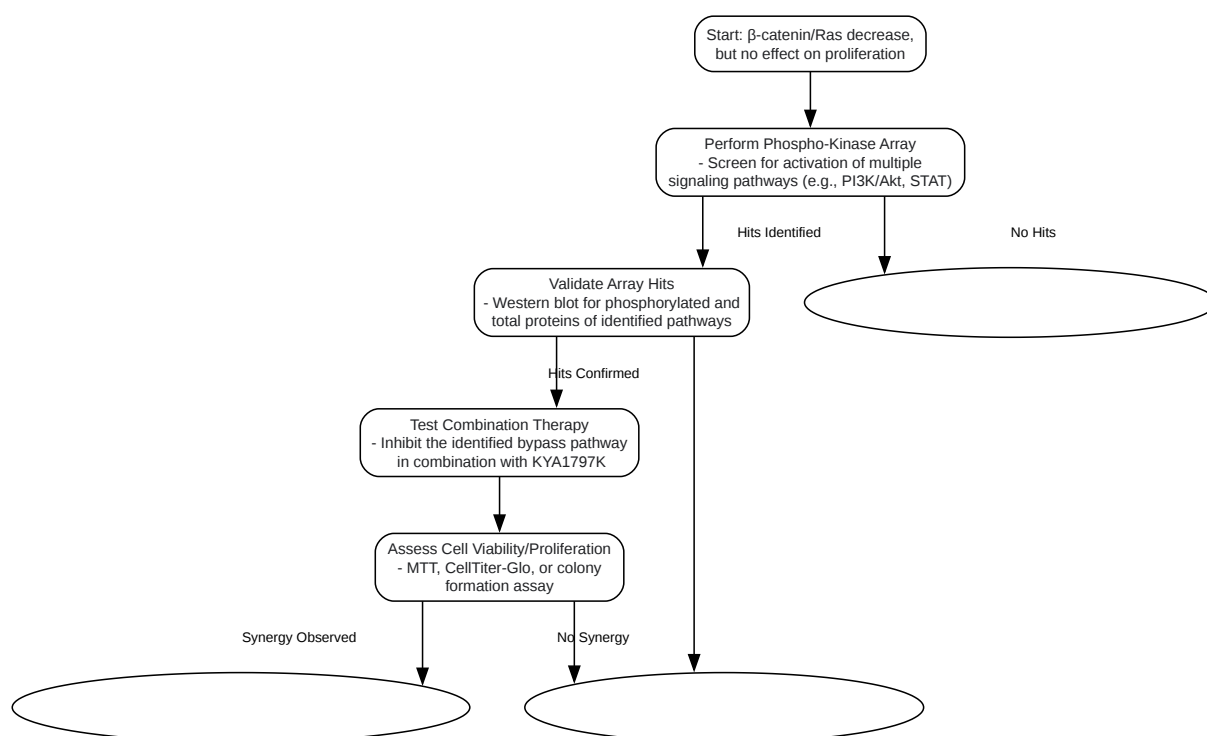 Start: β-catenin/Ras decrease,
but no effect on proliferation
Perform Phospho-Kinase Array
- Screen for activation of multiple
signaling pathways (e.g., PI3K/Akt, STAT)
Hits Identified
No Hits
Validate Array Hits
- Western blot for phosphorylated and
total proteins of identified pathways
Hits Confirmed
Test Combination Therapy
- Inhibit the identified bypass pathway
in combination with KYA1797K
Assess Cell Viability/Proliferation
- MTT, CellTiter-Glo, or colony
formation assay
Synergy Observed
No Synergy